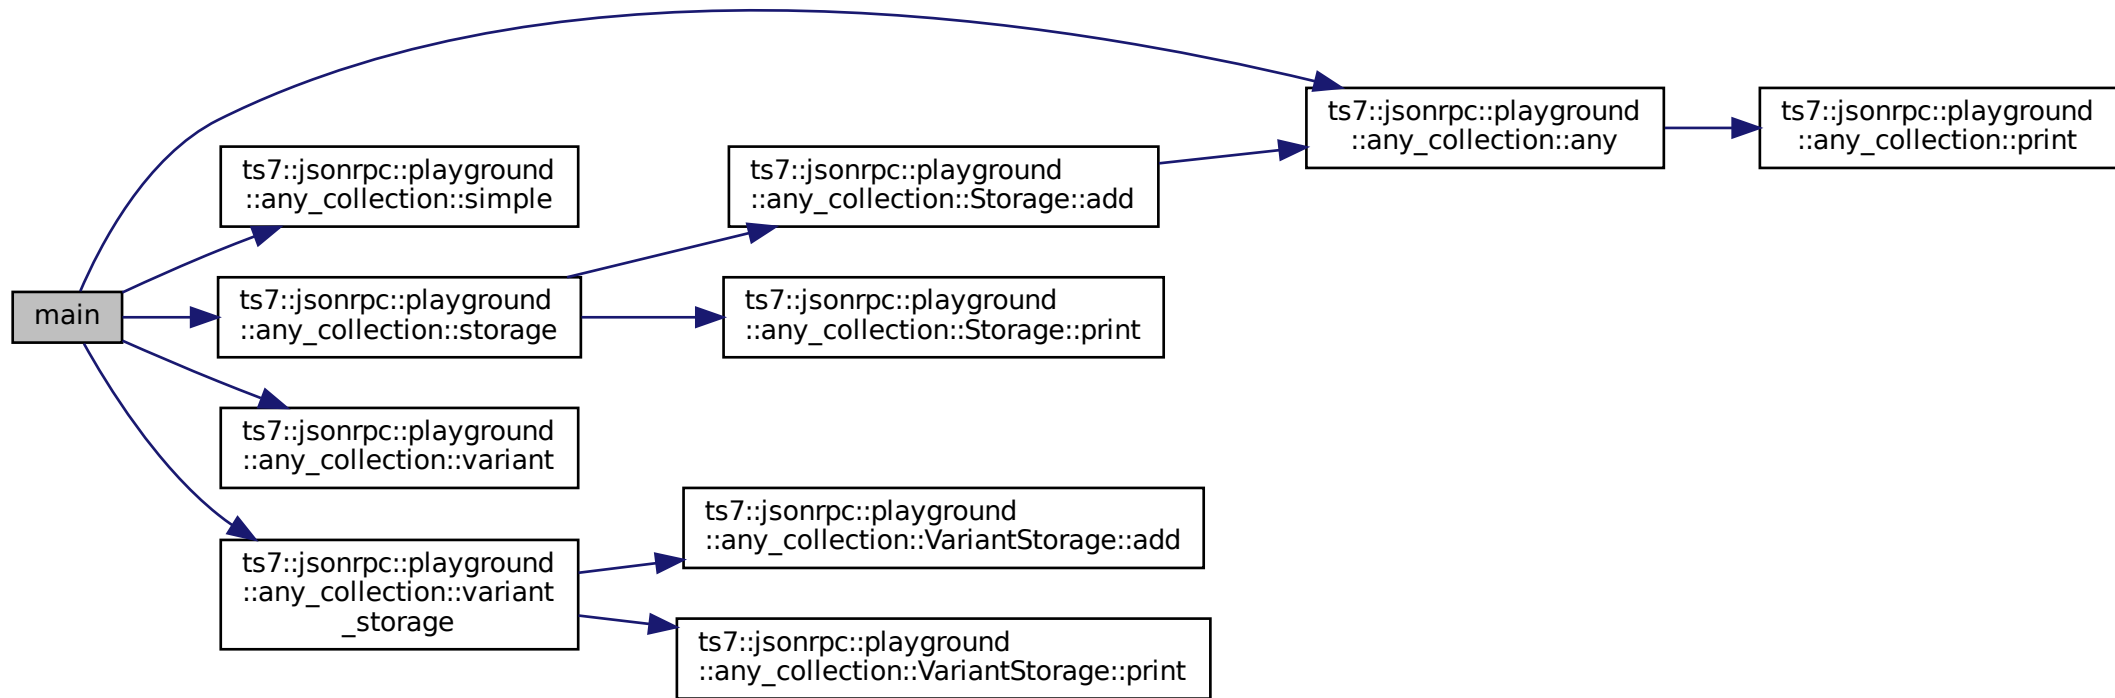 main
ts7::jsonrpc::playground
::any_collection::any
ts7::jsonrpc::playground
::any_collection::print
ts7::jsonrpc::playground
::any_collection::simple
ts7::jsonrpc::playground
::any_collection::storage
ts7::jsonrpc::playground
::any_collection::Storage::add
ts7::jsonrpc::playground
::any_collection::Storage::print
ts7::jsonrpc::playground
::any_collection::variant
ts7::jsonrpc::playground
::any_collection::variant
_storage
ts7::jsonrpc::playground
::any_collection::VariantStorage::add
ts7::jsonrpc::playground
::any_collection::VariantStorage::print